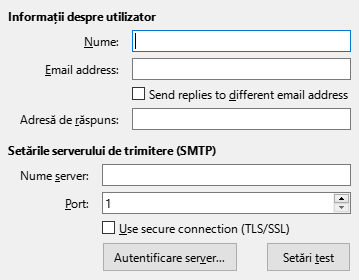 Informații despre utilizator
Nume:
Email address:
Send replies to different email address
Adresă de răspuns:
Setările serverului de trimitere (SMTP)
Nume server:
Port: 1
Use secure connection (TLS/SSL)
Autentificare server... Setări test